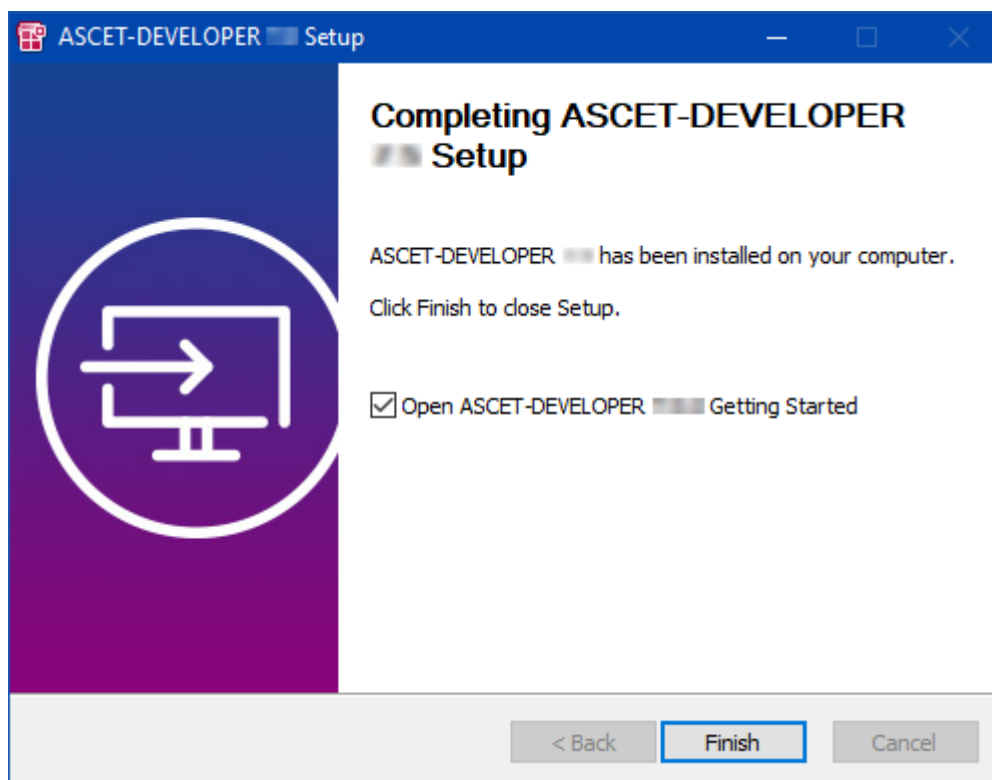 ASCET-DEVELOPER Setup
Completing ASCET-DEVELOPER
Setup
ASCET-DEVELOPER has been installed on your computer.
Click Finish to close Setup.
Open ASCET-DEVELOPER Getting Started
< Back Finish Cancel